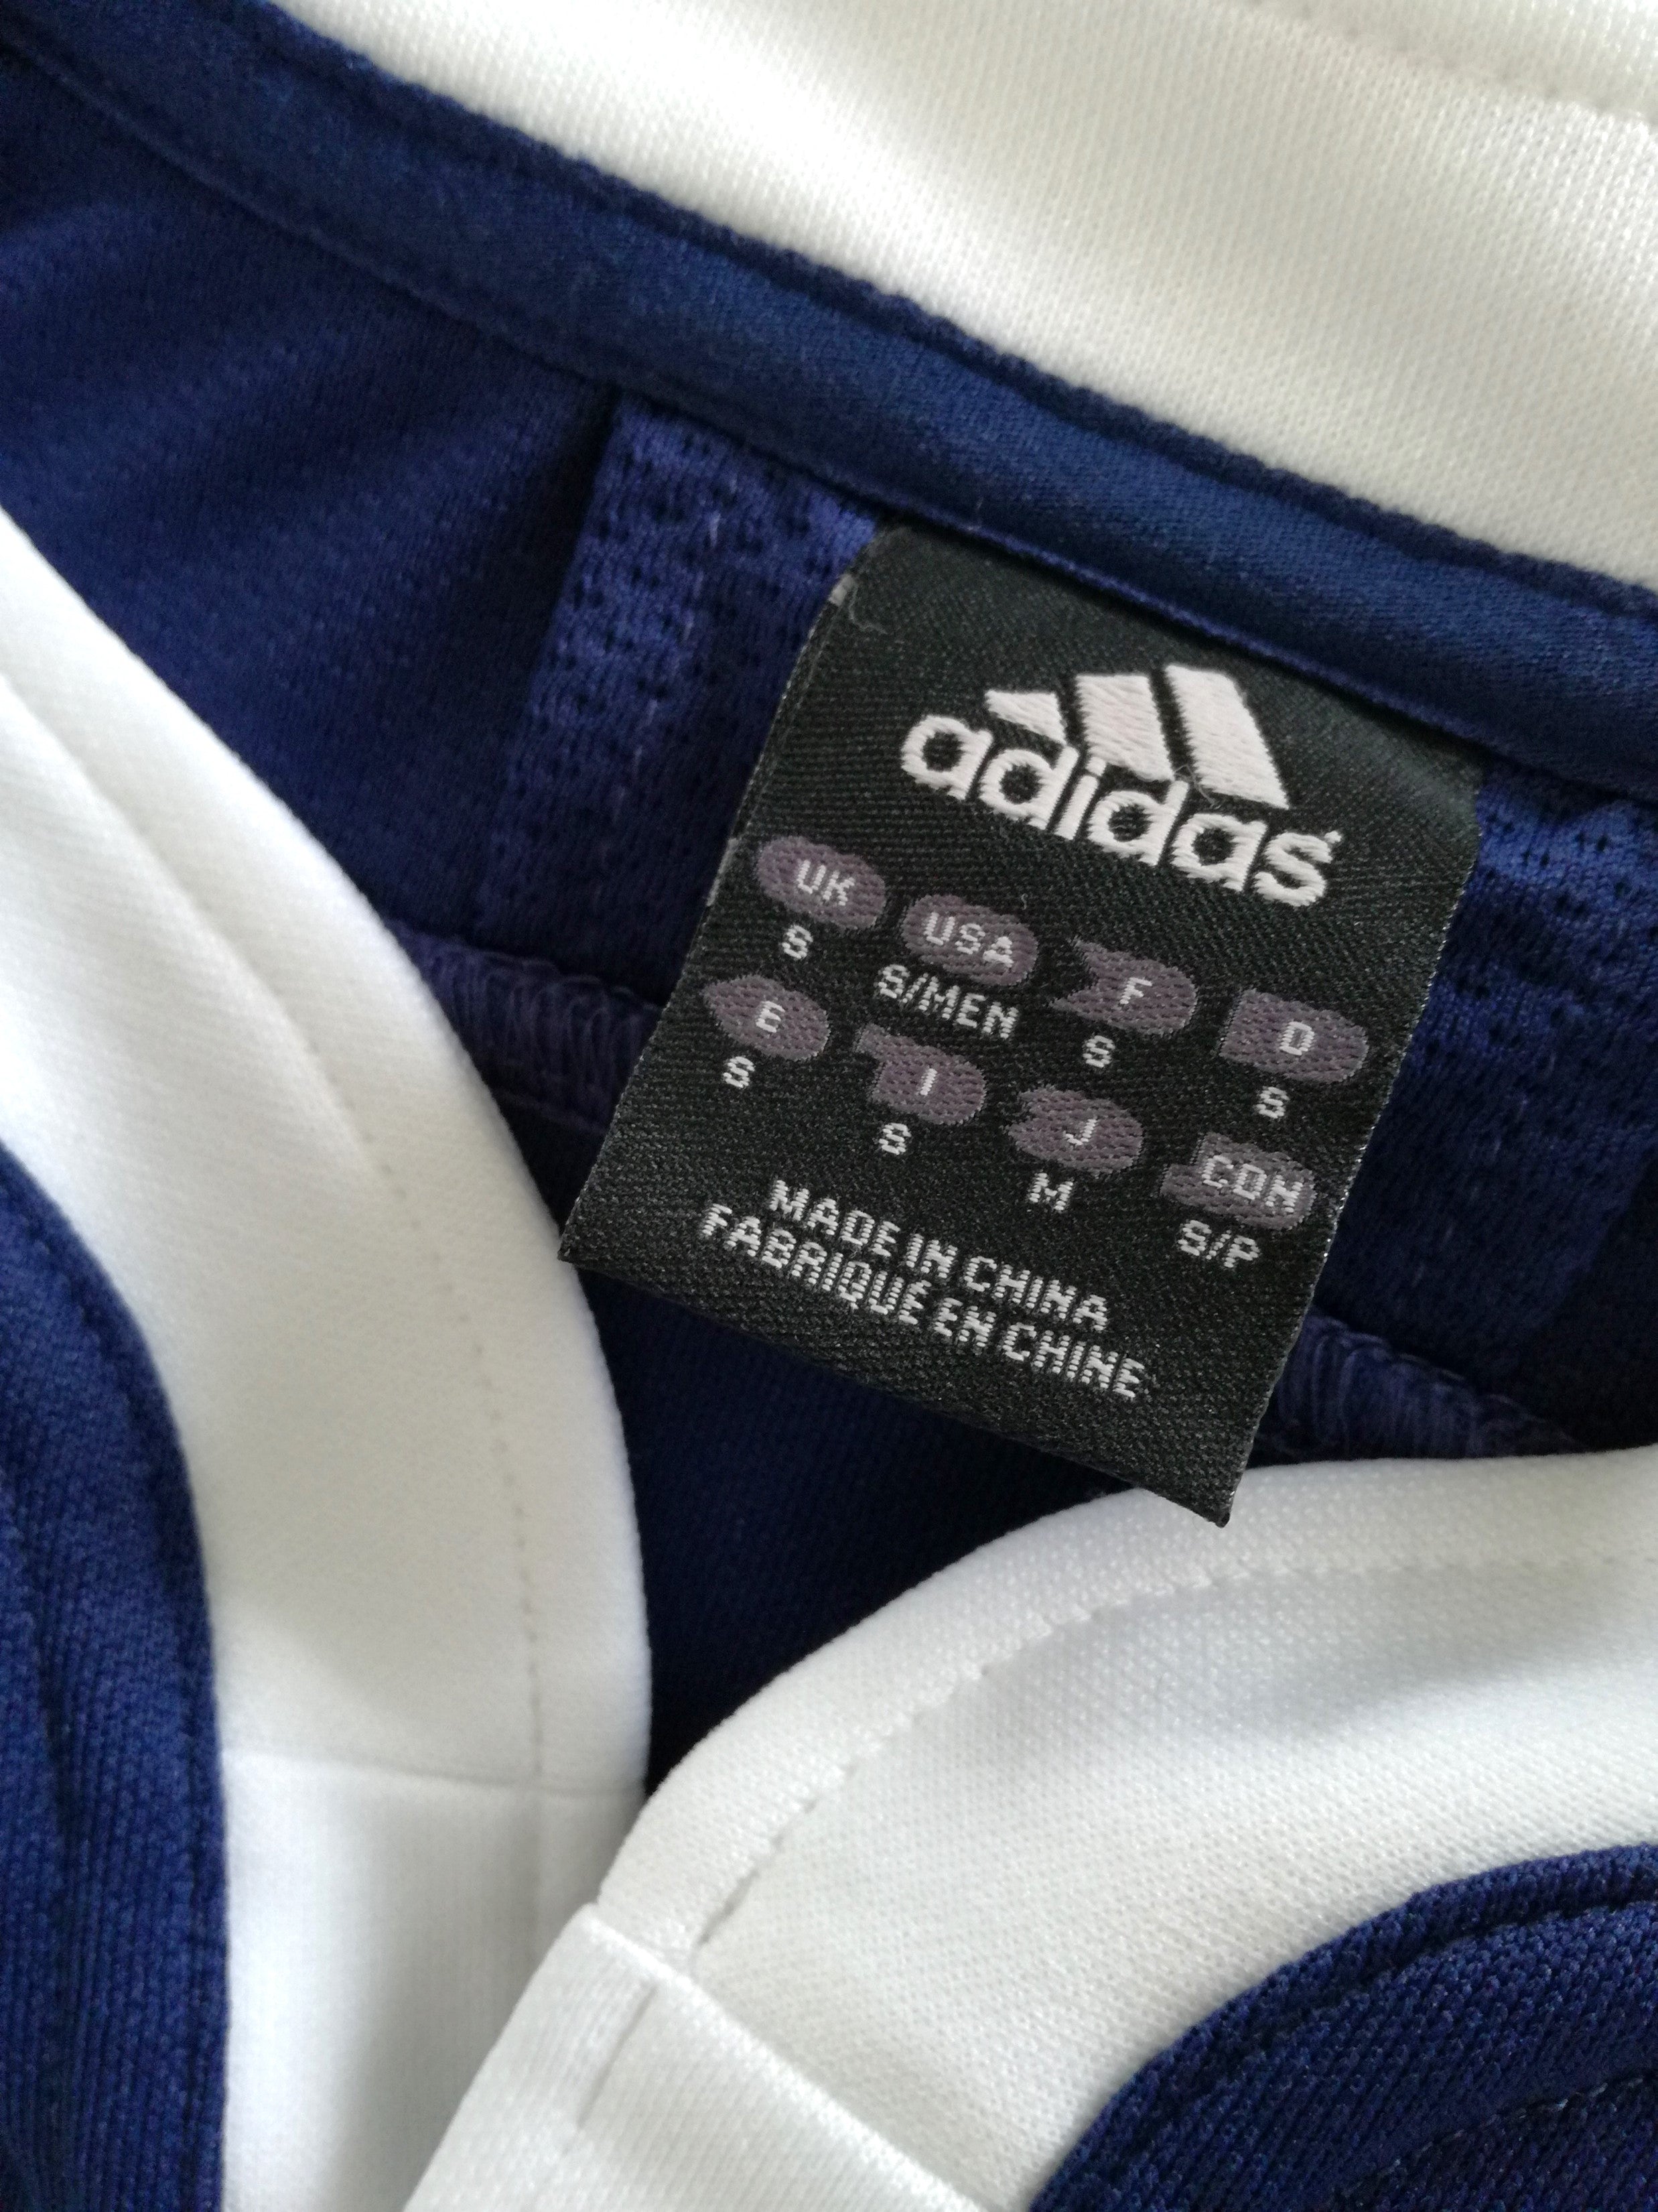 adidas
UK USA F D
S S/MEN S S
E I J CDN
S S M S/P
MADE IN CHINA
FABRIQUÉ EN CHINE